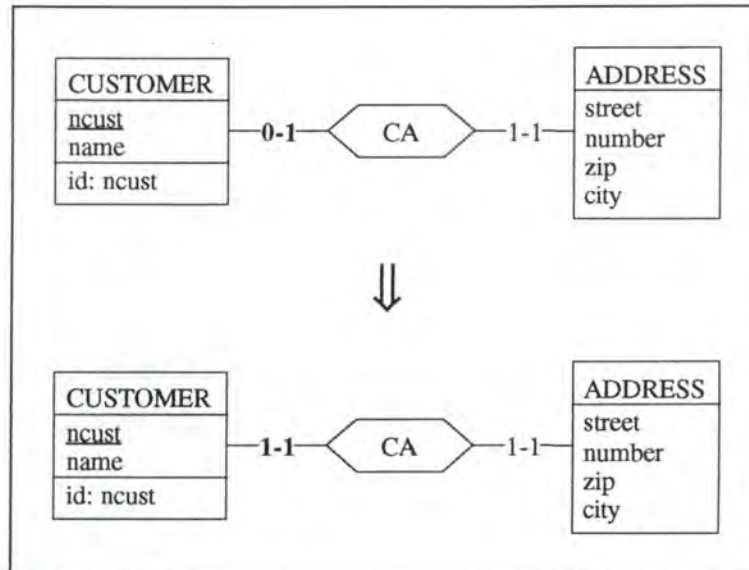 CUSTOMER
ncust
name
id: ncust
0-1
CA
1-1
ADDRESS
street
number
zip
city
⇓
CUSTOMER
ncust
name
id: ncust
1-1
CA
1-1
ADDRESS
street
number
zip
city